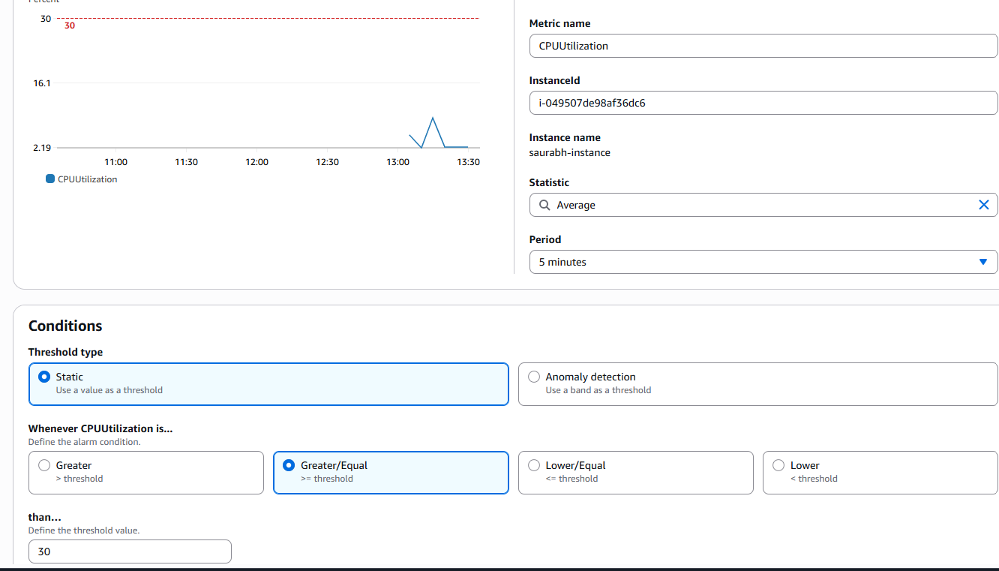 Percent
30
30
16.1
2.19
11:00 11:30 12:00 12:30 13:00 13:30
CPUUtilization
Metric name
CPUUtilization
InstanceId
i-049507de98af36dc6
Instance name
saurabh-instance
Statistic
Average
Period
5 minutes
Conditions
Threshold type
Static
Use a value as a threshold
Anomaly detection
Use a band as a threshold
Whenever CPUUtilization is...
Define the alarm condition.
Greater
> threshold
Greater/Equal
>= threshold
Lower/Equal
<= threshold
Lower
< threshold
than...
Define the threshold value.
30